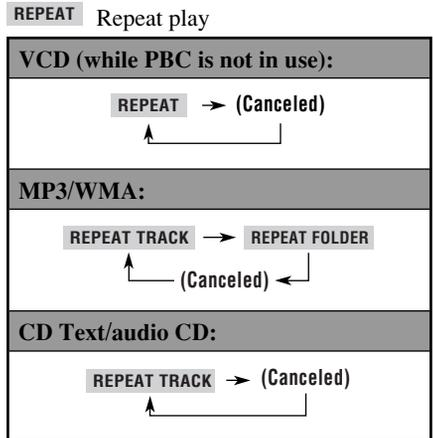 REPEAT Repeat play
VCD (while PBC is not in use):
REPEAT → (Canceled)
MP3/WMA:
REPEAT TRACK → REPEAT FOLDER
(Canceled)
CD Text/audio CD:
REPEAT TRACK → (Canceled)